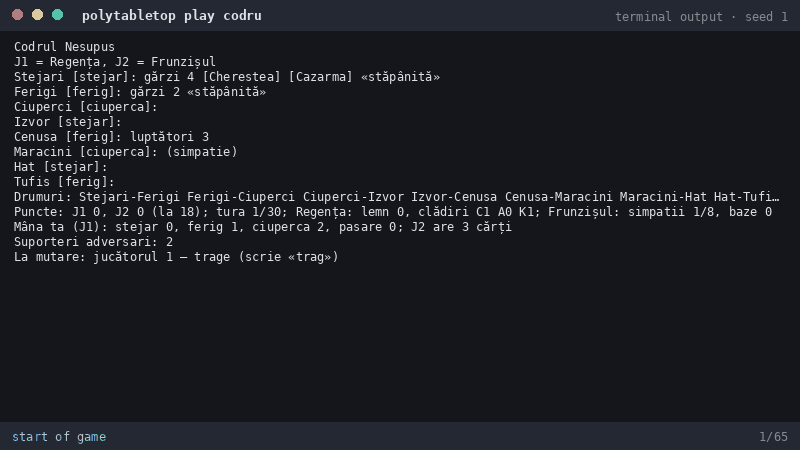 polytabletop play codru
terminal output · seed 1
Codrul Nesupus
J1 = Regența, J2 = Frunzișul
Stejari [stejar]: gărzi 4 [Cherestea] [Cazarma] «stăpânită»
Ferigi [ferig]: gărzi 2 «stăpânită»
Ciuperci [ciuperca]:
Izvor [stejar]:
Cenusa [ferig]: luptători 3
Maracini [ciuperca]: (simpatie)
Hat [stejar]:
Tufis [ferig]:
Drumuri: Stejari-Ferigi Ferigi-Ciuperci Ciuperci-Izvor Izvor-Cenusa Cenusa-Maracini Maracini-Hat Hat-Tufi…
Puncte: J1 0, J2 0 (la 18); tura 1/30; Regența: lemn 0, clădiri C1 A0 K1; Frunzișul: simpatii 1/8, baze 0
Mâna ta (J1): stejar 0, ferig 1, ciuperca 2, pasare 0; J2 are 3 cărți
Suporteri adversari: 2
La mutare: jucătorul 1 — trage (scrie «trag»)
start of game
1/65